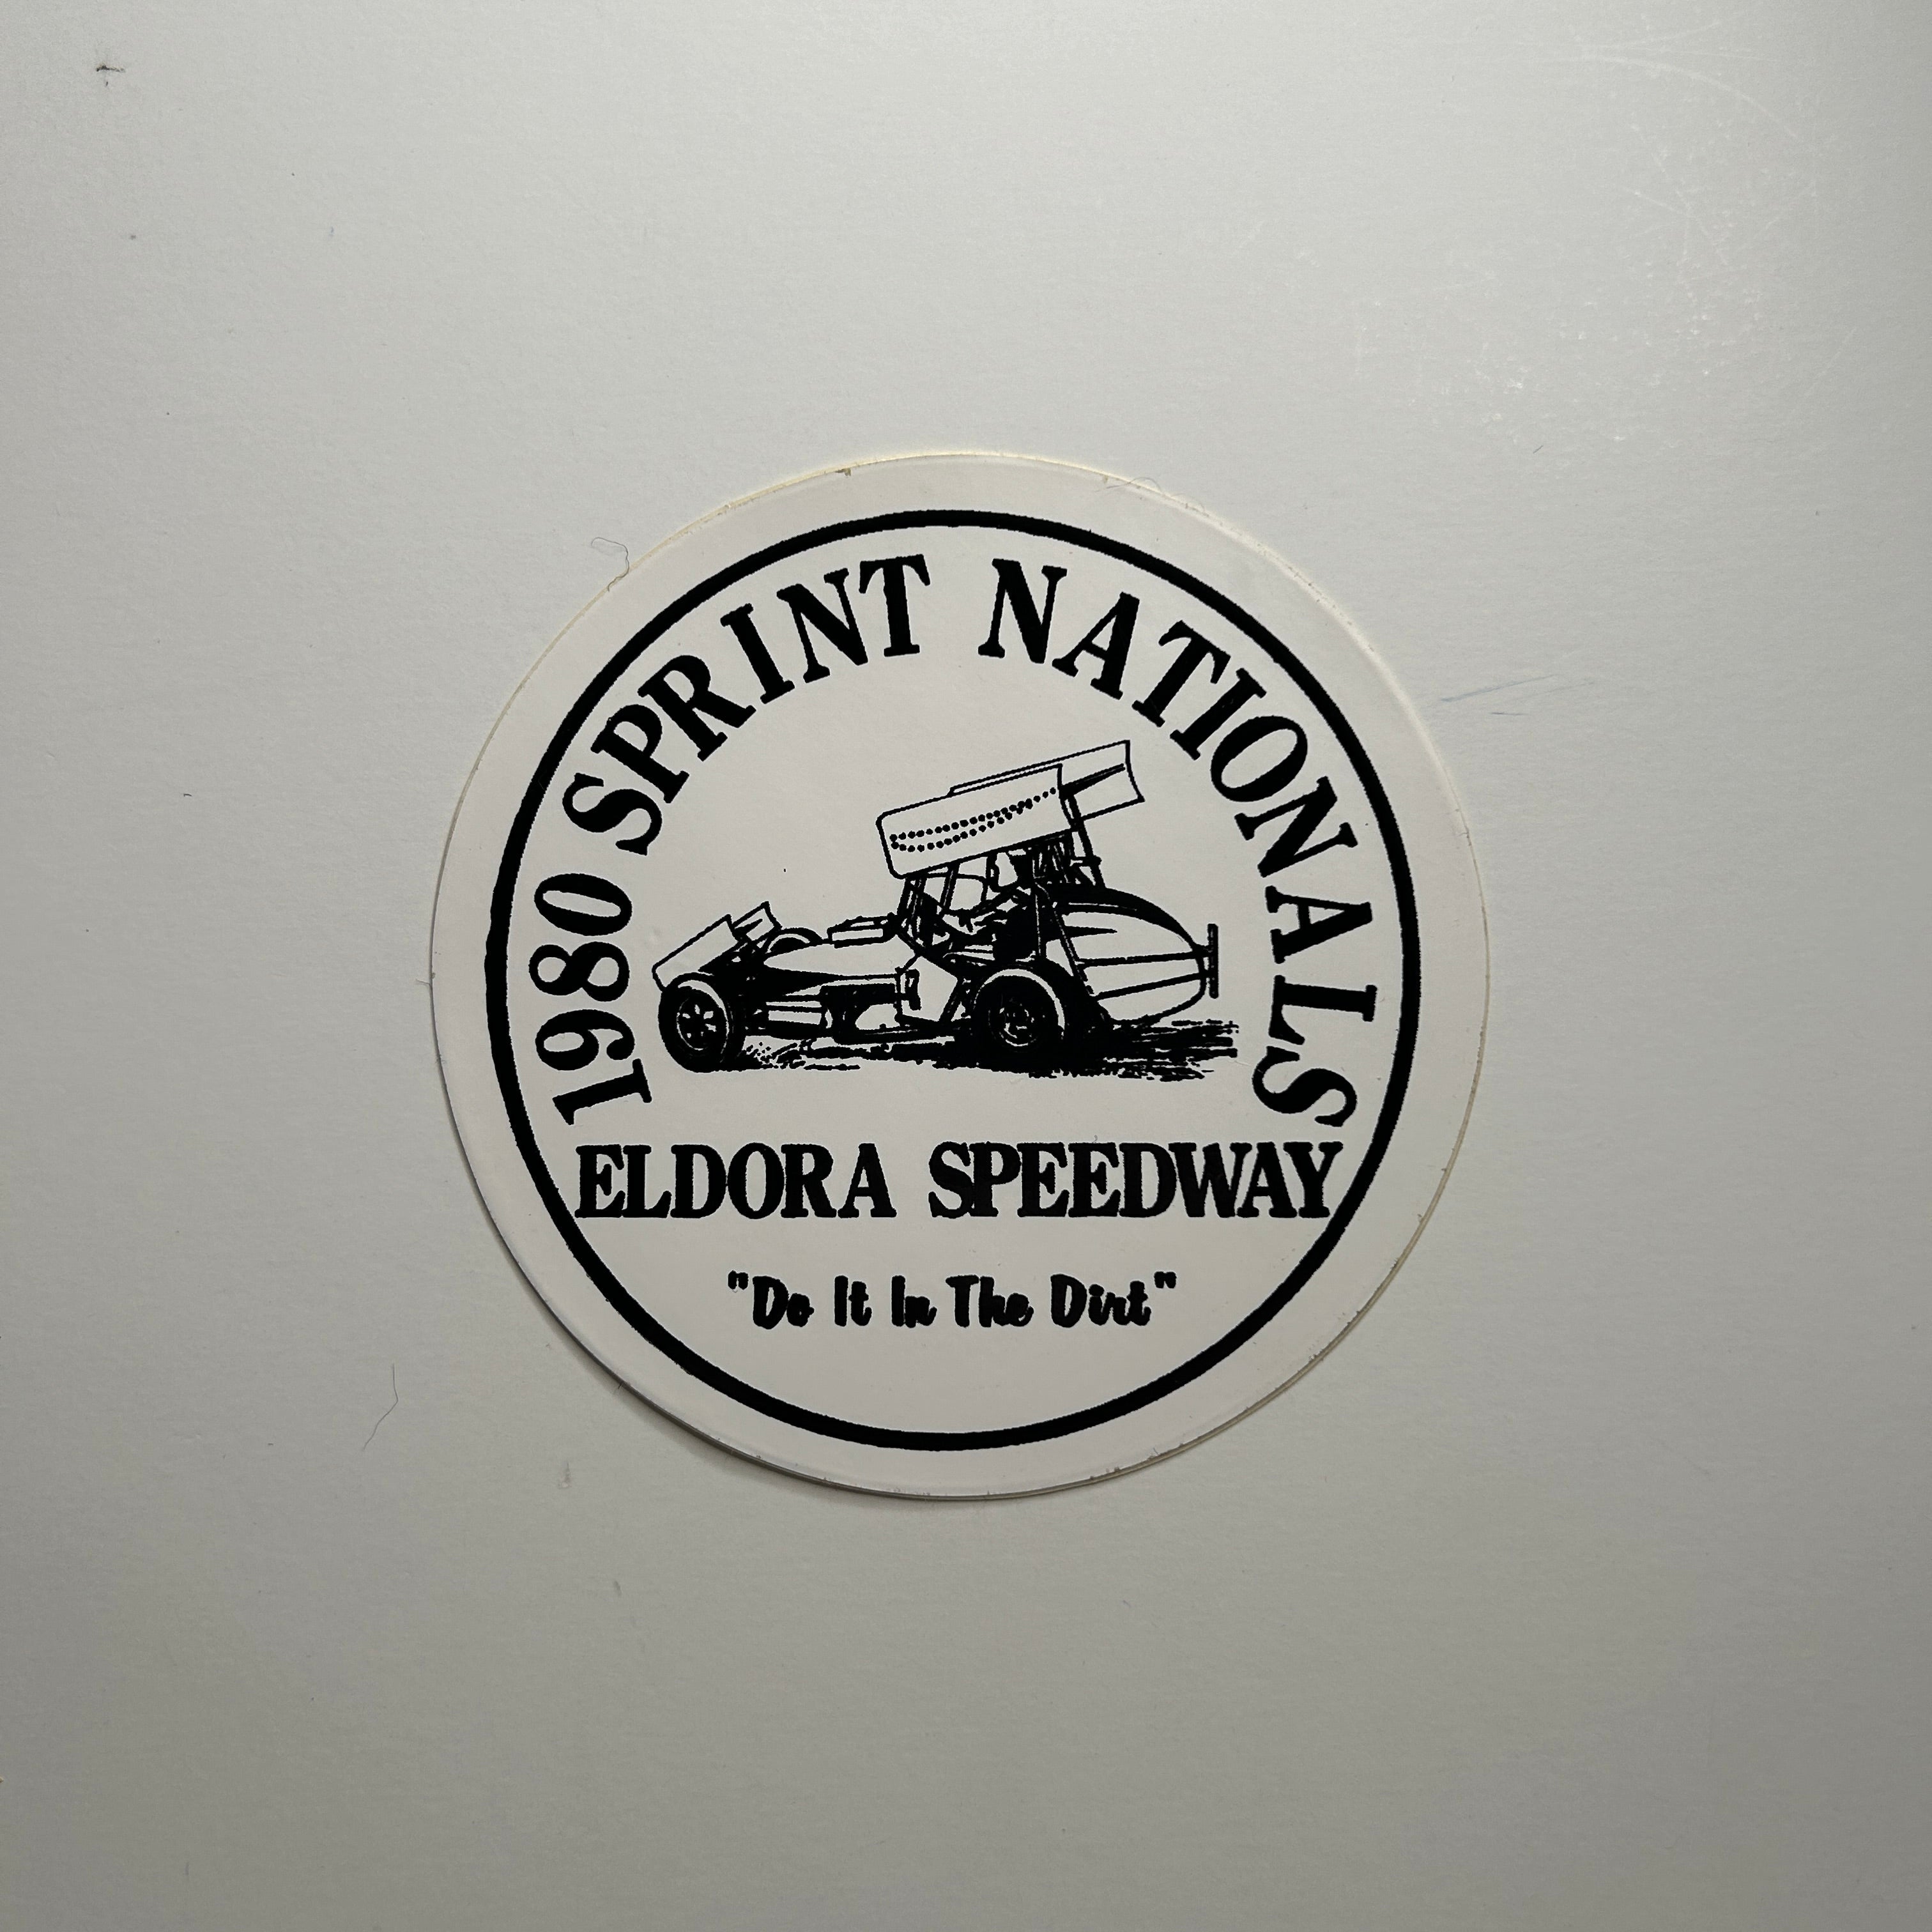 1980 SPRINT NATIONALS
ELDORA SPEEDWAY
"Do It In The Dirt"